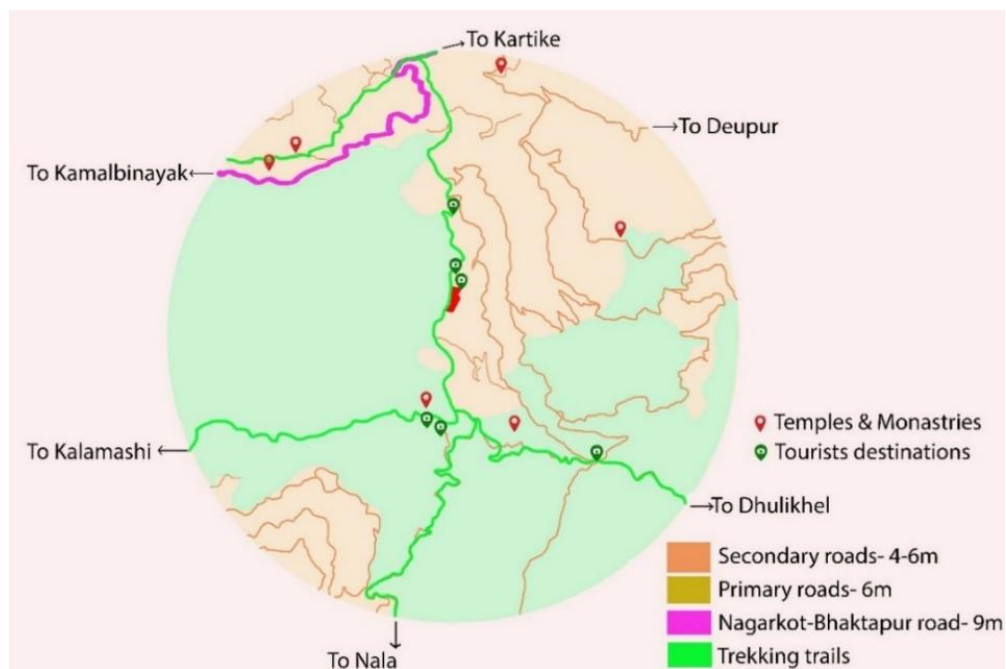 To Kartike
To Deupur
To Kamalbinayak
Temples & Monastries
To Kalamashi
Tourists destinations
To Dhulikhel
Secondary roads- 4-6m
Primary roads- 6m
Nagarkot-Bhaktapur road- 9m
To Nala
Trekking trails